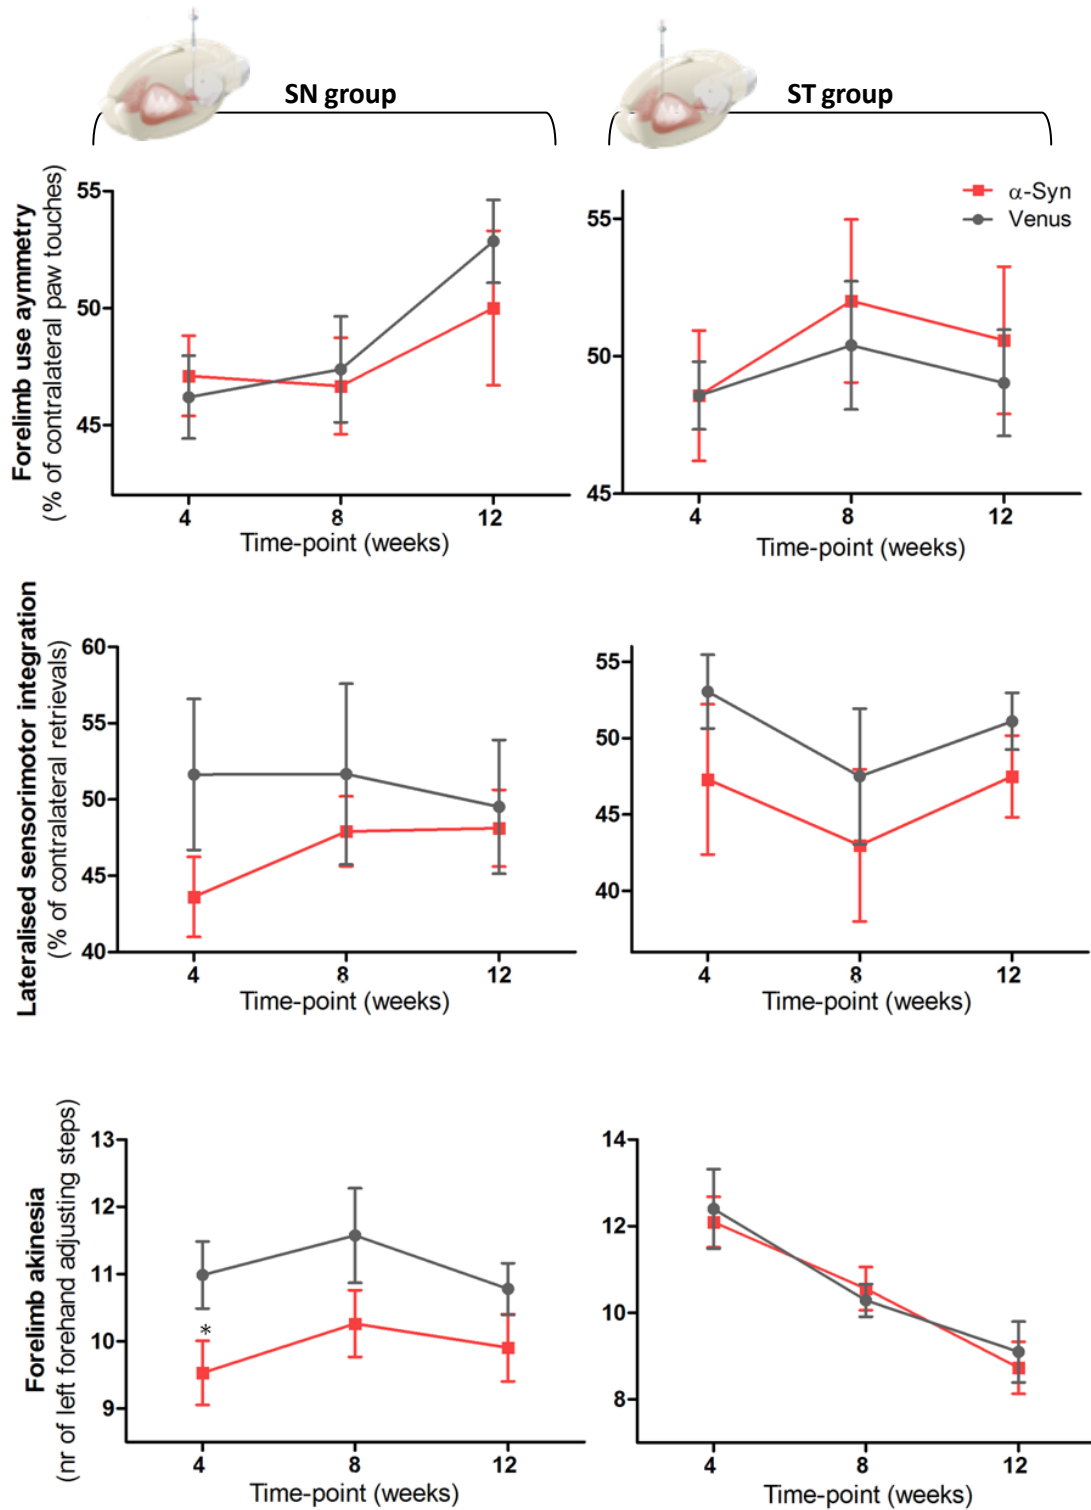 SN group
ST group
α-Syn
Venus
Forelimb use aymmetry
(% of contralateral paw touches)
55
50
45
4 8 12
Time-point (weeks)
55
50
45
4 8 12
Time-point (weeks)
Lateralised sensorimotor integration
(% of contralateral retrievals)
60
55
50
45
40
4 8 12
Time-point (weeks)
55
50
45
40
4 8 12
Time-point (weeks)
Forelimb akinesia
(nr of left forehand adjusting steps)
13
12
11
10
9
*
4 8 12
Time-point (weeks)
14
12
10
8
4 8 12
Time-point (weeks)